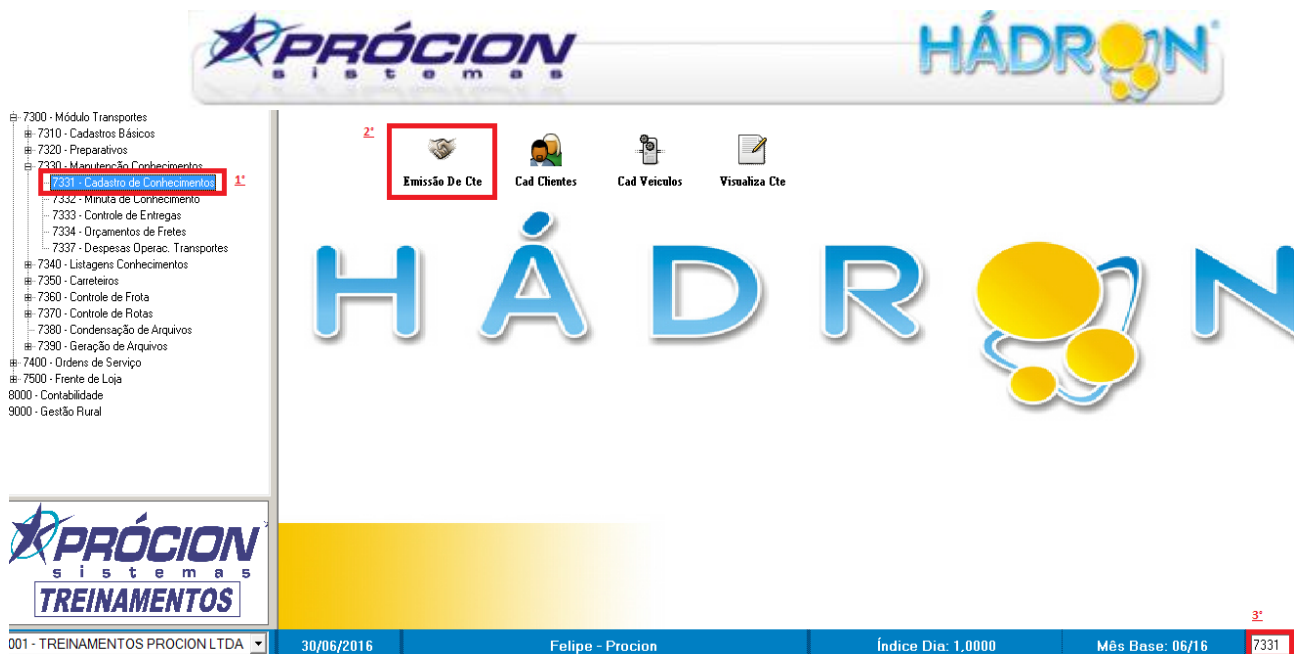 PRÓCION
sistemas
HÁDRON
7300 - Módulo Transportes
7310 - Cadastros Básicos
7320 - Preparativos
7330 - Manutenção Conhecimentos
7331 - Cadastro de Conhecimentos
1°
7332 - Minuta de Conhecimento
7333 - Controle de Entregas
7334 - Orçamentos de Fretes
7337 - Despesas Operac. Transportes
7340 - Listagens Conhecimentos
7350 - Carreteiros
7360 - Controle de Frota
7370 - Controle de Rotas
7380 - Condensação de Arquivos
7390 - Geração de Arquivos
7400 - Ordens de Serviço
7500 - Frente de Loja
8000 - Contabilidade
9000 - Gestão Rural
2°
Emissão De Cte
Cad Clientes
Cad Veiculos
Visualiza Cte
HÁDRON
PRÓCION
sistemas
TREINAMENTOS
3°
001 - TREINAMENTOS PROCION LTDA
30/06/2016
Felipe - Procion
Índice Dia: 1,0000
Mês Base: 06/16
7331